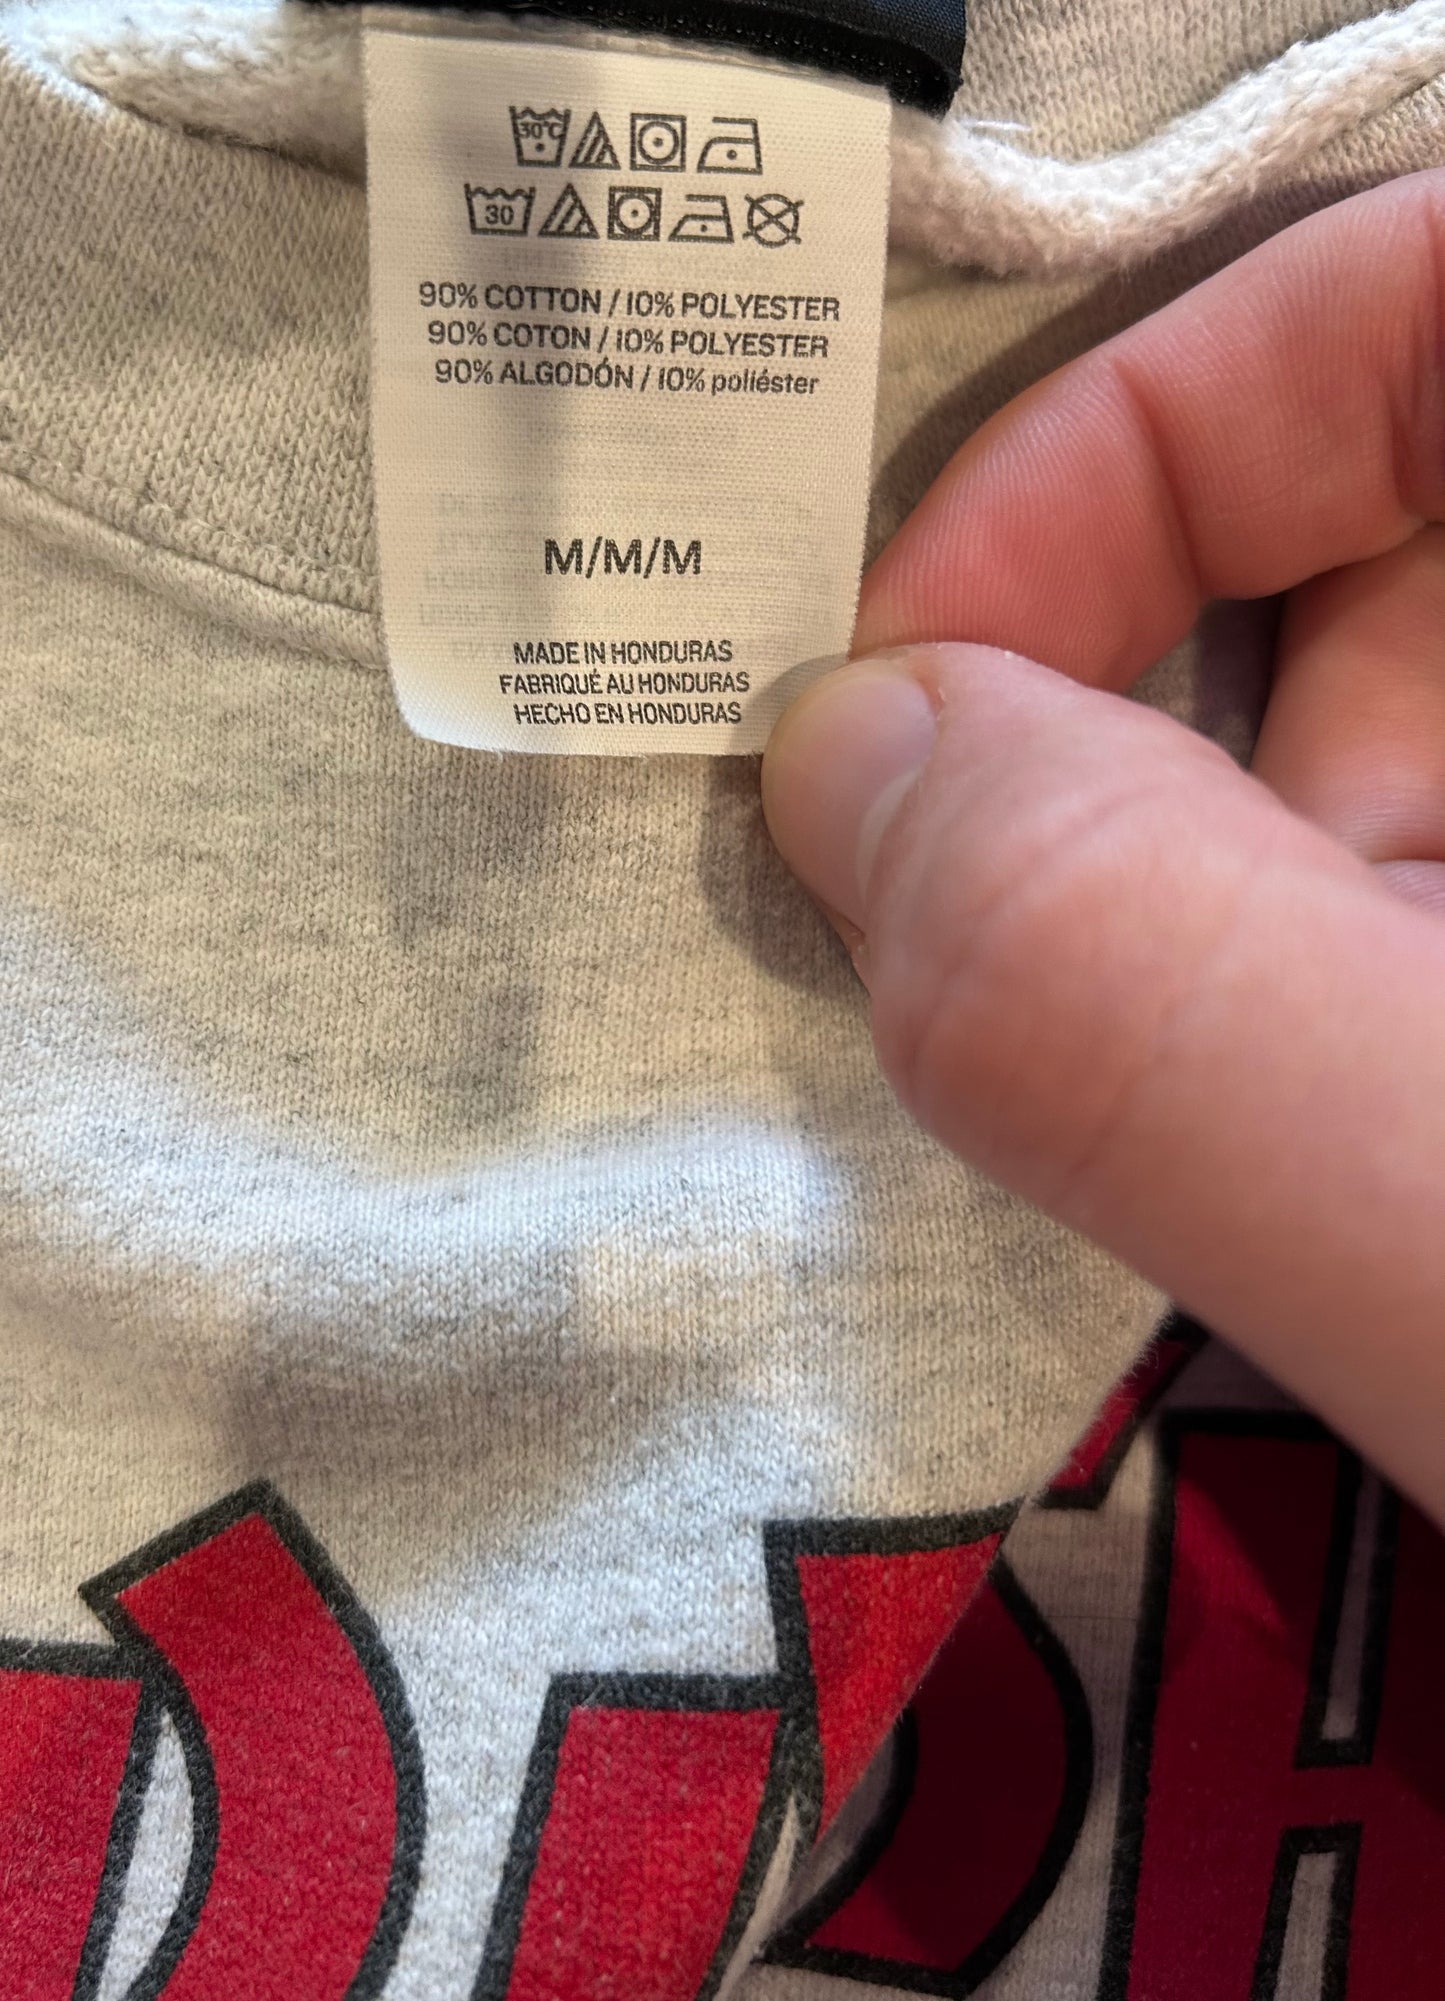 30°C
30
90% COTTON / 10% POLYESTER
90% COTON / 10% POLYESTER
90% ALGODÓN / 10% poliéster
M/M/M
MADE IN HONDURAS
FABRIQUÉ AU HONDURAS
HECHO EN HONDURAS